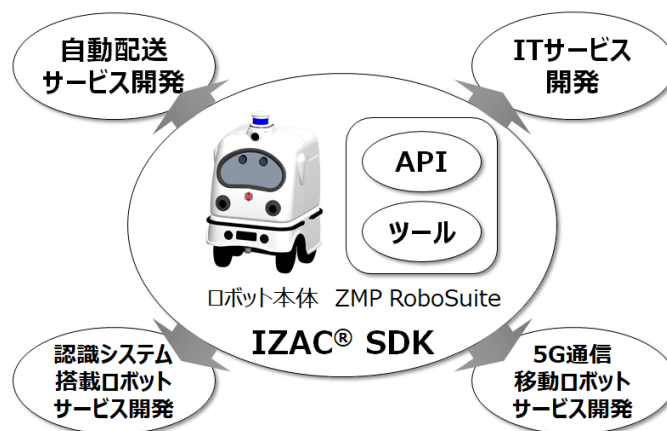 自動配送
サービス開発
ITサービス
開発
API
ツール
ロボット本体
ZMP RoboSuite
IZAC® SDK
認識システム
搭載ロボット
サービス開発
5G通信
移動ロボット
サービス開発